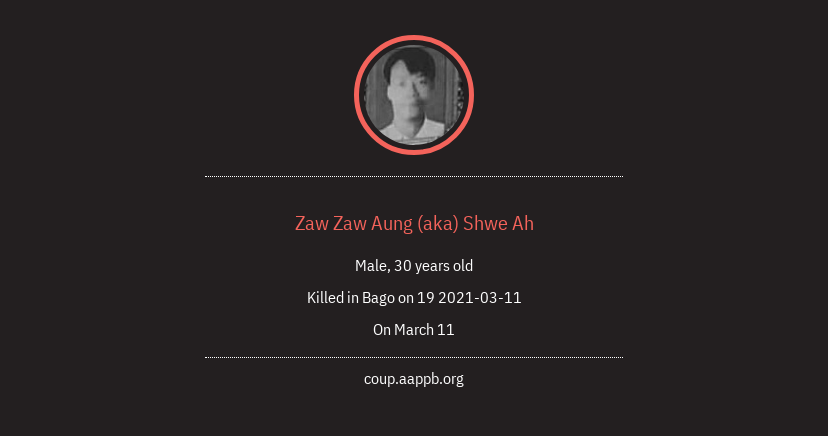 Zaw Zaw Aung (aka) Shwe Ah
Male, 30 years old
Killed in Bago on 19 2021-03-11
On March 11
coup.aappb.org